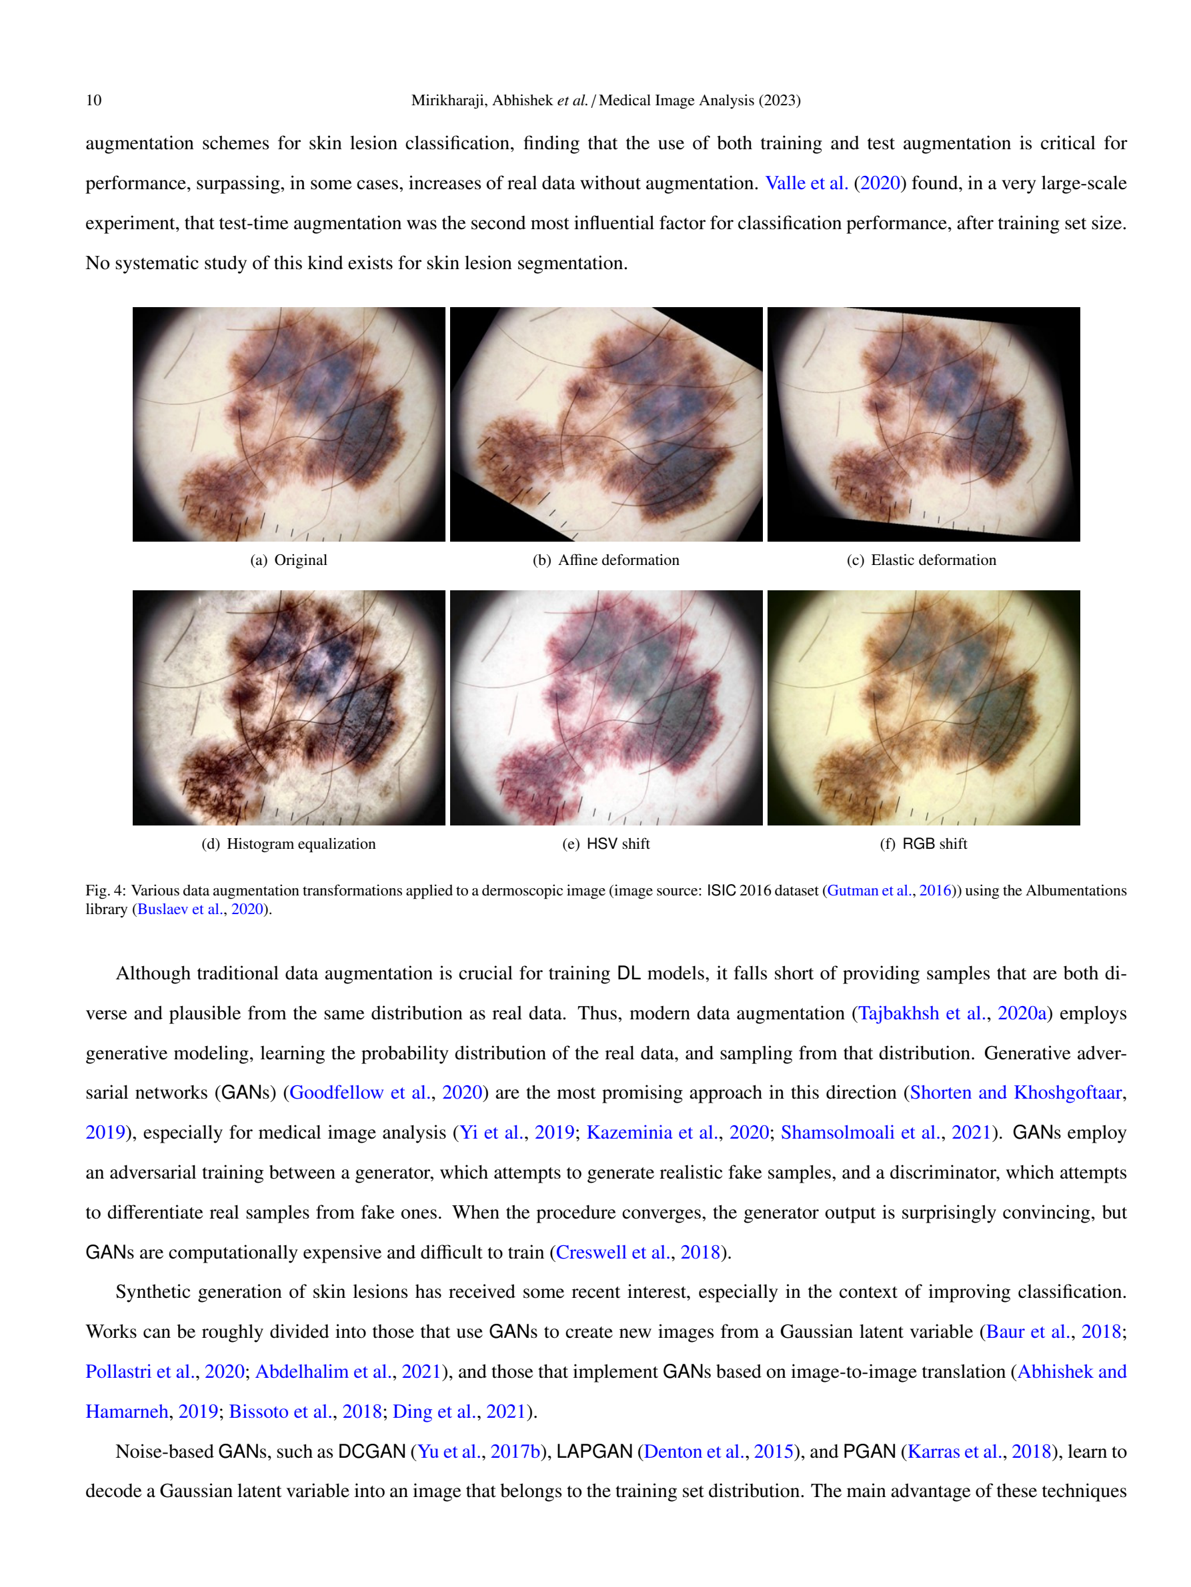 10
Mirikharaji, Abhishek et al. / Medical Image Analysis (2023)
augmentation schemes for skin lesion classification, finding that the use of both training and test augmentation is critical for
performance, surpassing, in some cases, increases of real data without augmentation. Valle et al. (2020) found, in a very large-scale
experiment, that test-time augmentation was the second most influential factor for classification performance, after training set size.
No systematic study of this kind exists for skin lesion segmentation.
(a) Original
(b) Affine deformation
(c) Elastic deformation
(d) Histogram equalization
(e) HSV shift
(f) RGB shift
Fig. 4: Various data augmentation transformations applied to a dermoscopic image (image source: ISIC 2016 dataset (Gutman et al., 2016)) using the Albumentations
library (Buslaev et al., 2020).
Although traditional data augmentation is crucial for training DL models, it falls short of providing samples that are both di-
verse and plausible from the same distribution as real data. Thus, modern data augmentation (Tajbakhsh et al., 2020a) employs
generative modeling, learning the probability distribution of the real data, and sampling from that distribution. Generative adver-
sarial networks (GANs) (Goodfellow et al., 2020) are the most promising approach in this direction (Shorten and Khoshgoftaar,
2019), especially for medical image analysis (Yi et al., 2019; Kazeminia et al., 2020; Shamsolmoali et al., 2021). GANs employ
an adversarial training between a generator, which attempts to generate realistic fake samples, and a discriminator, which attempts
to differentiate real samples from fake ones. When the procedure converges, the generator output is surprisingly convincing, but
GANs are computationally expensive and difficult to train (Creswell et al., 2018).
Synthetic generation of skin lesions has received some recent interest, especially in the context of improving classification.
Works can be roughly divided into those that use GANs to create new images from a Gaussian latent variable (Baur et al., 2018;
Pollastri et al., 2020; Abdelhalim et al., 2021), and those that implement GANs based on image-to-image translation (Abhishek and
Hamarneh, 2019; Bissoto et al., 2018; Ding et al., 2021).
Noise-based GANs, such as DCGAN (Yu et al., 2017b), LAPGAN (Denton et al., 2015), and PGAN (Karras et al., 2018), learn to
decode a Gaussian latent variable into an image that belongs to the training set distribution. The main advantage of these techniques